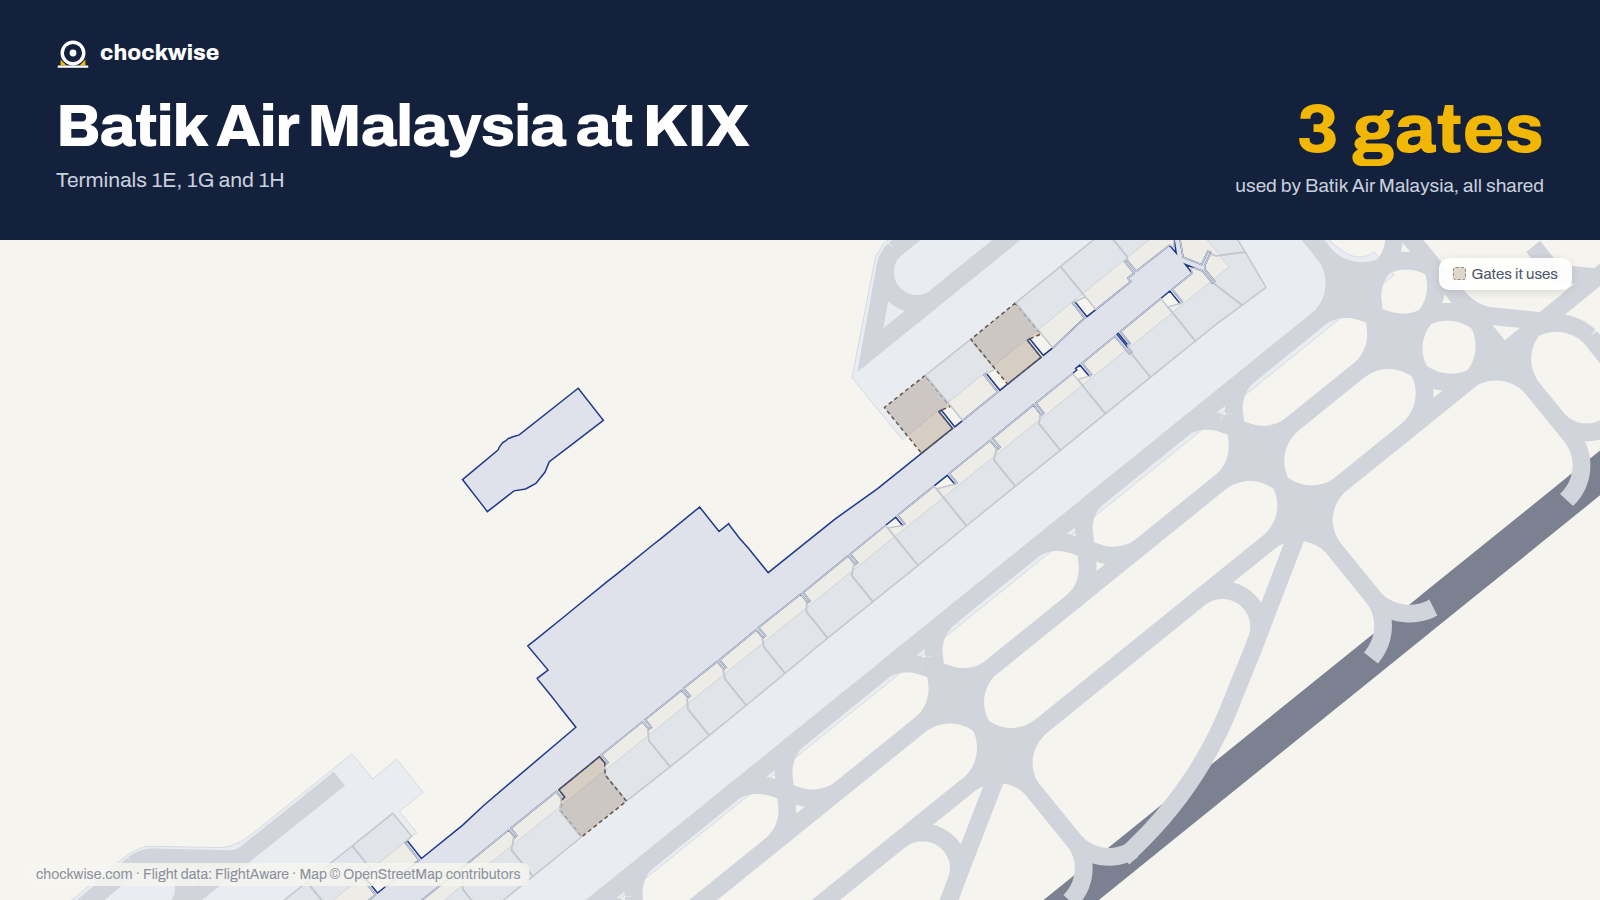 chockwise
Batik Air Malaysia at KIX
Terminals 1E, 1G and 1H
3 gates
used by Batik Air Malaysia, all shared
Gates it uses
chockwise.com · Flight data: FlightAware · Map © OpenStreetMap contributors